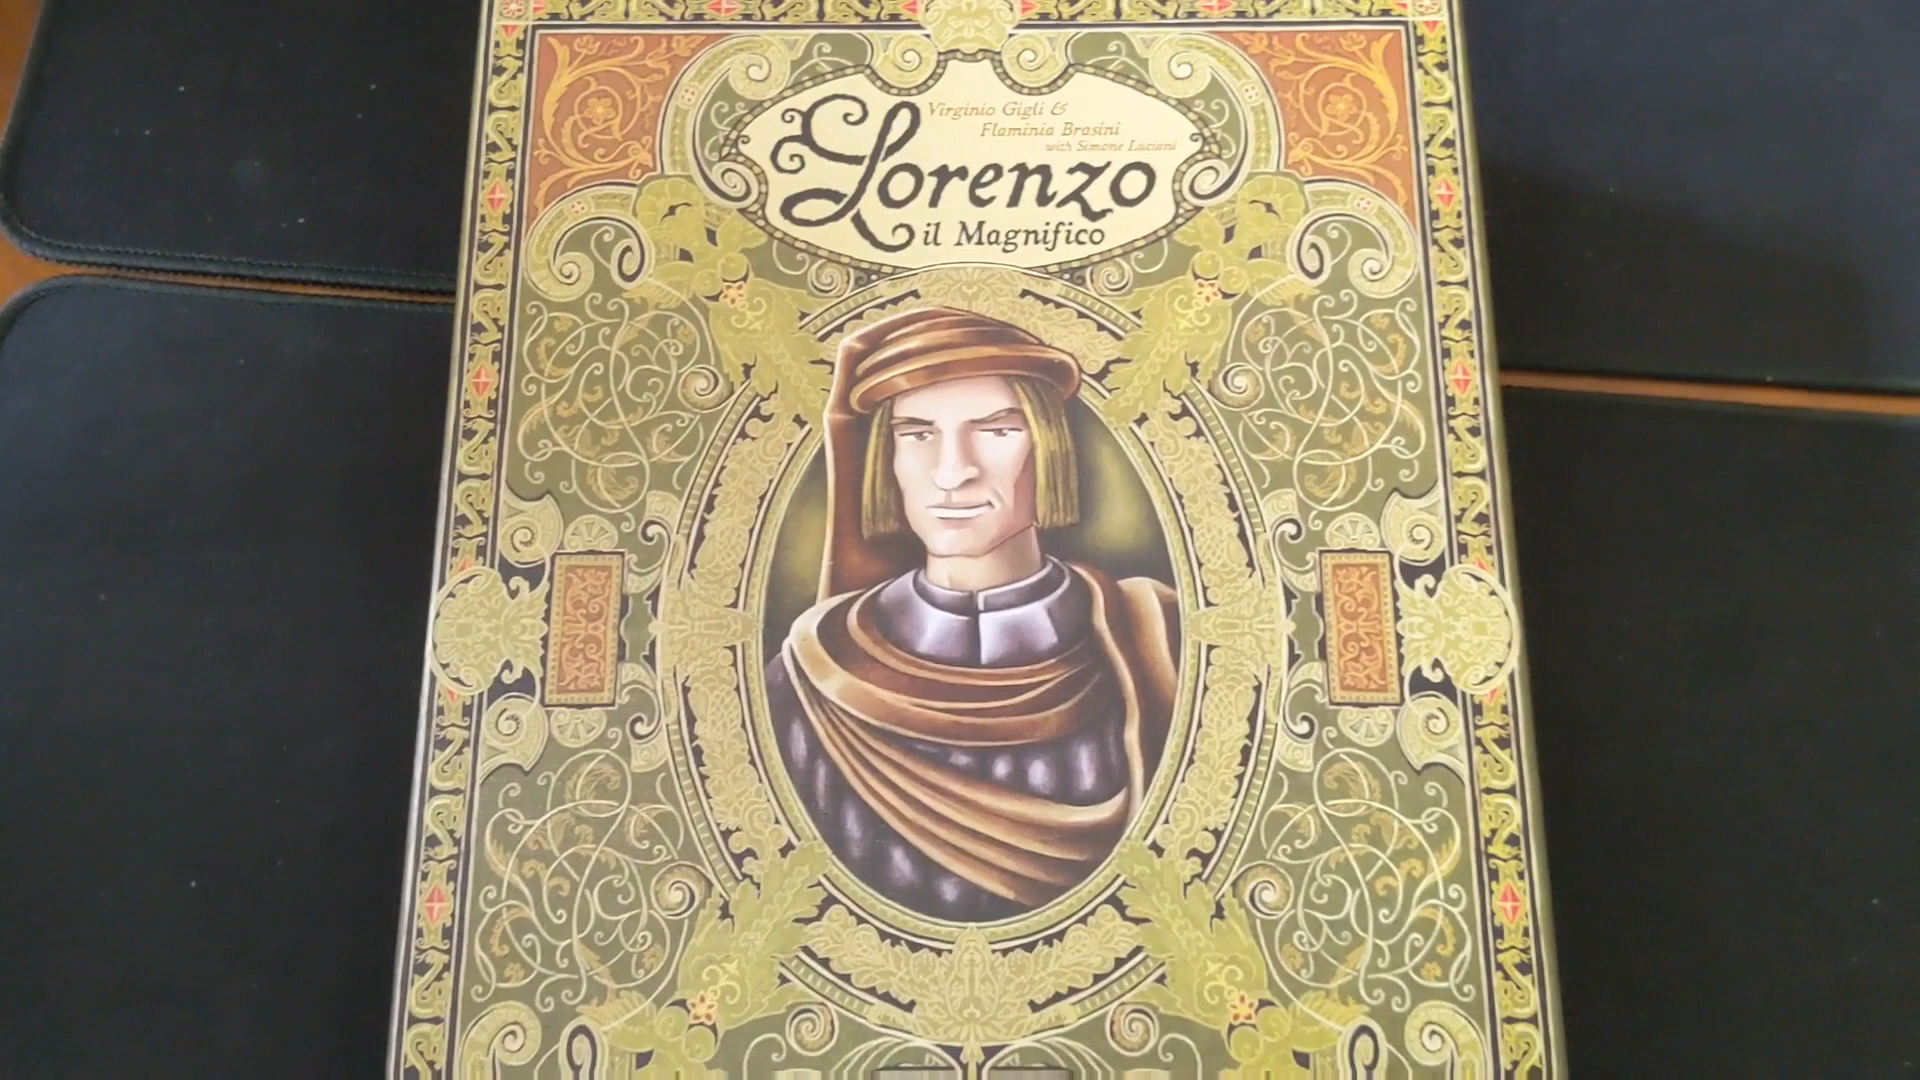 Virginio Gigli &
Flaminia Brasini
with Simone Luciani
Lorenzo
il Magnifico